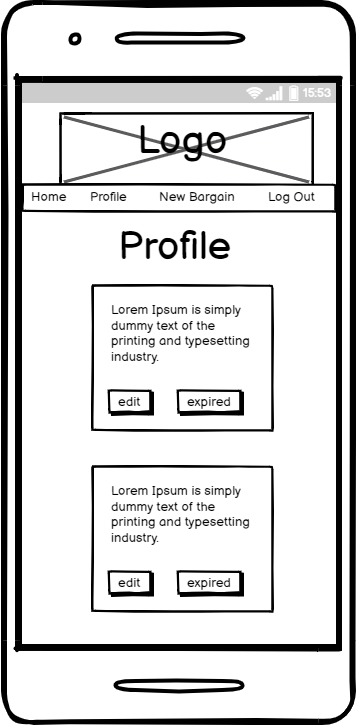 15:53
Logo
Home Profile New Bargain Log Out
Profile
Lorem Ipsum is simply
dummy text of the
printing and typesetting
industry.
edit expired
Lorem Ipsum is simply
dummy text of the
printing and typesetting
industry.
edit expired